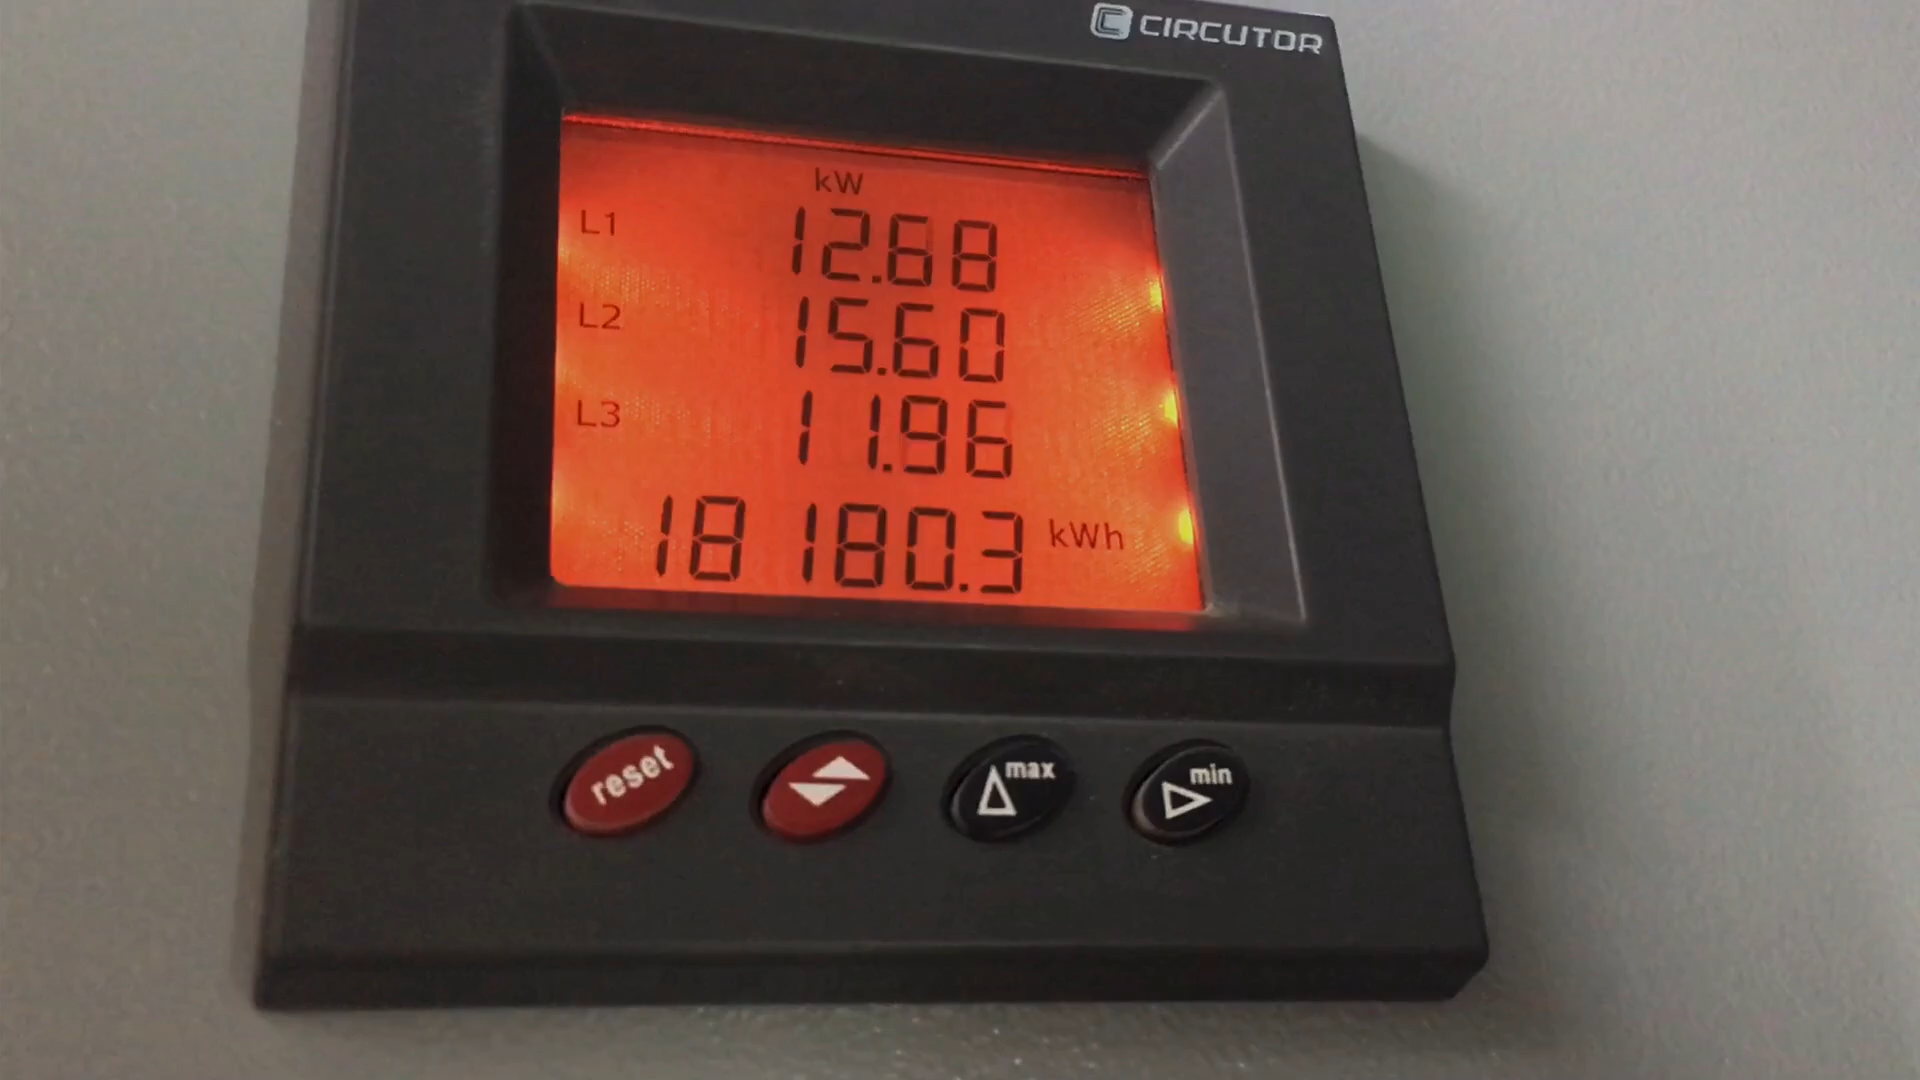 CIRCUTOR
kW
L1 12.68
L2 15.60
L3 11.96
18 180.3 kWh
reset max min